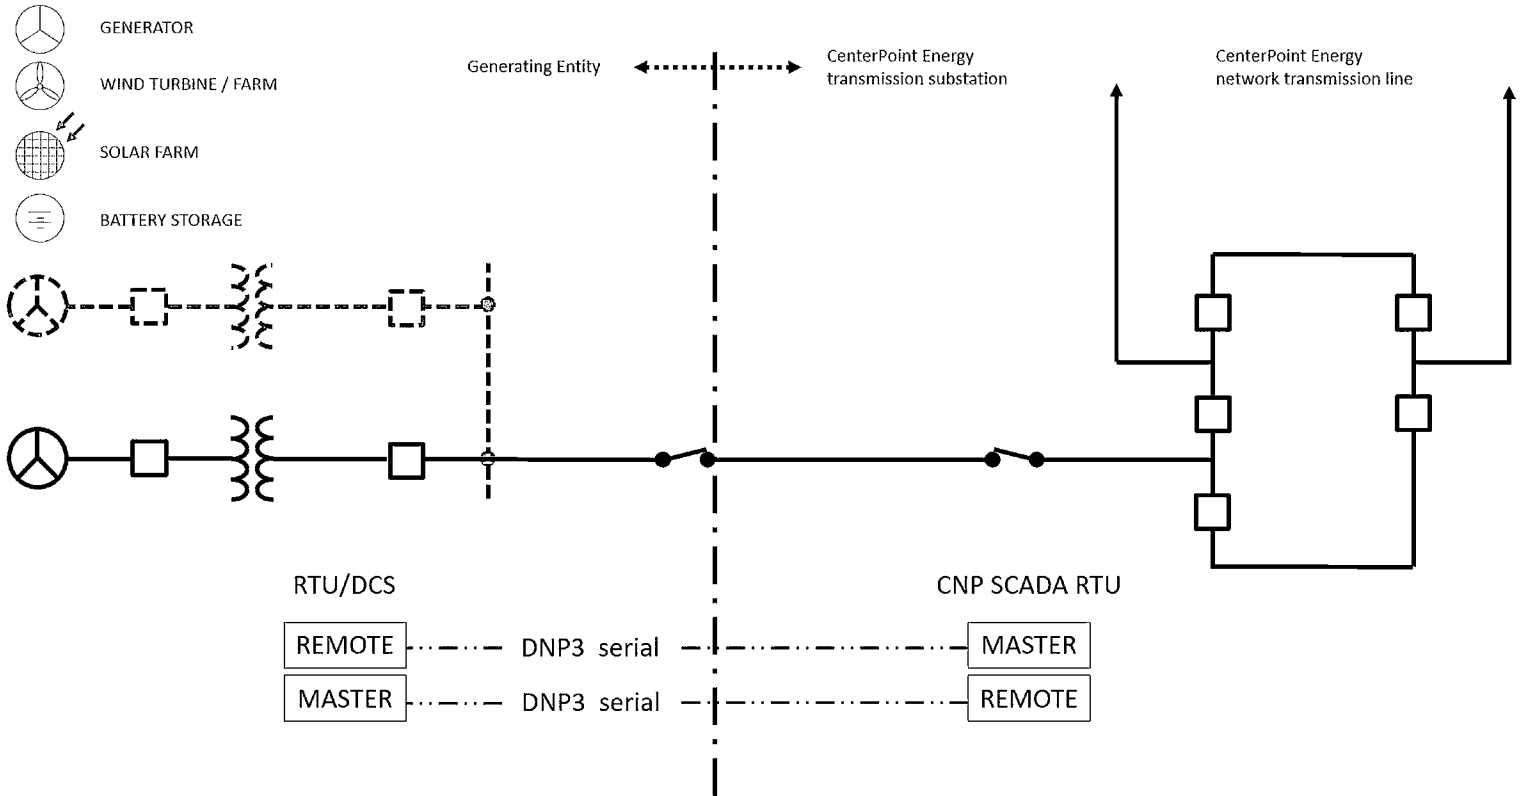 GENERATOR
WIND TURBINE / FARM
SOLAR FARM
BATTERY STORAGE
Generating Entity
CenterPoint Energy
transmission substation
CenterPoint Energy
network transmission line
RTU/DCS
CNP SCADA RTU
REMOTE
DNP3 serial
MASTER
MASTER
DNP3 serial
REMOTE